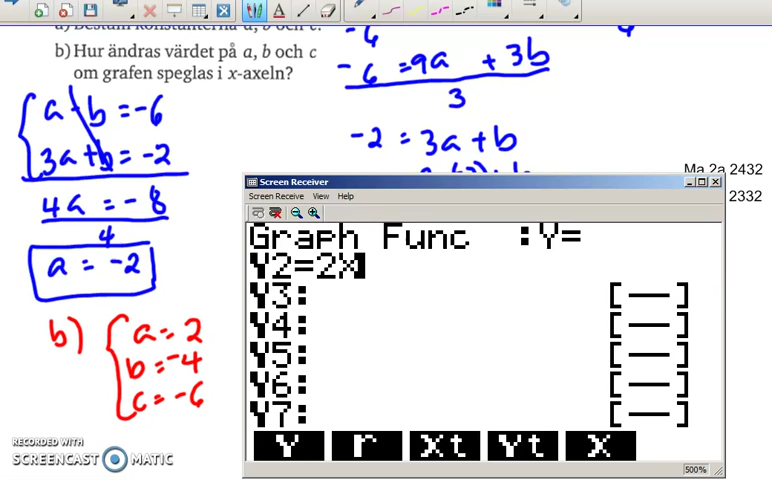 a) Bestäm konstanterna a, b och c.
b) Hur ändras värdet på a, b och c
om grafen speglas i x-axeln?
a - b = -6
3a + b = -2
4a = -8
4
a = -2
b) a = 2
b = -4
c = -6
-6
-6 = 9a + 3b
3
-2 = 3a + b
Ma 2a 2432
2332
Screen Receiver
Screen Receive View Help
Graph Func :Y=
Y2=2X
Y3: [—]
Y4: [—]
Y5: [—]
Y6: [—]
Y7: [—]
Y r Xt Yt X
500%
RECORDED WITH
SCREENCAST MATIC